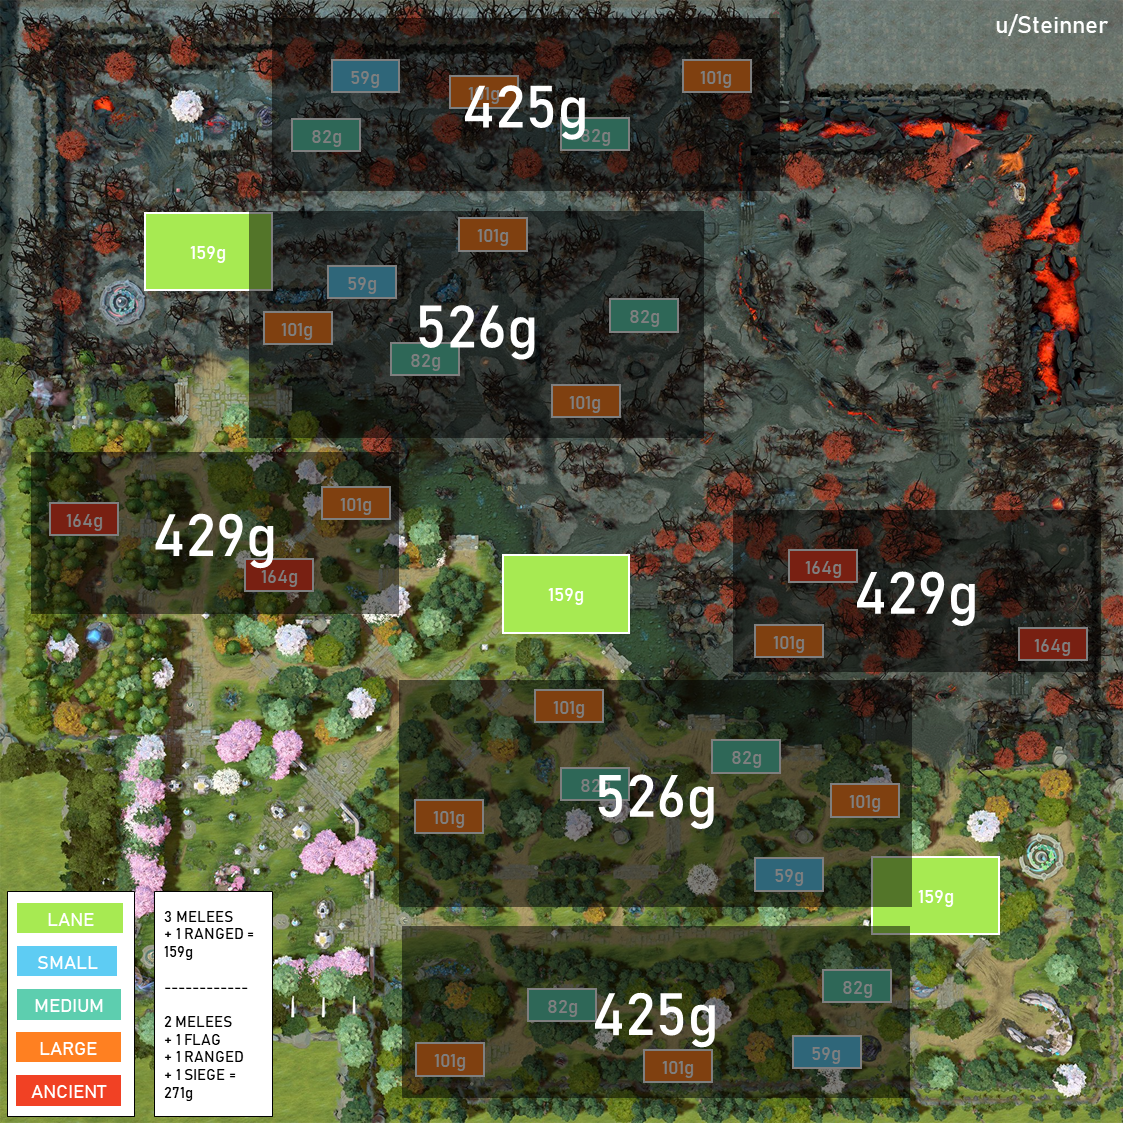 u/Steinner
59g
101g
101g
425g
82g
82g
159g
101g
59g
101g
526g
82g
82g
101g
164g
101g
429g
164g
159g
164g
429g
101g
164g
101g
82g
82
526g
101g
101g
59g
159g
82g
82g
425g
101g
101g
59g
LANE
SMALL
MEDIUM
LARGE
ANCIENT
3 MELEES
+ 1 RANGED =
159g
------------
2 MELEES
+ 1 FLAG
+ 1 RANGED
+ 1 SIEGE =
271g